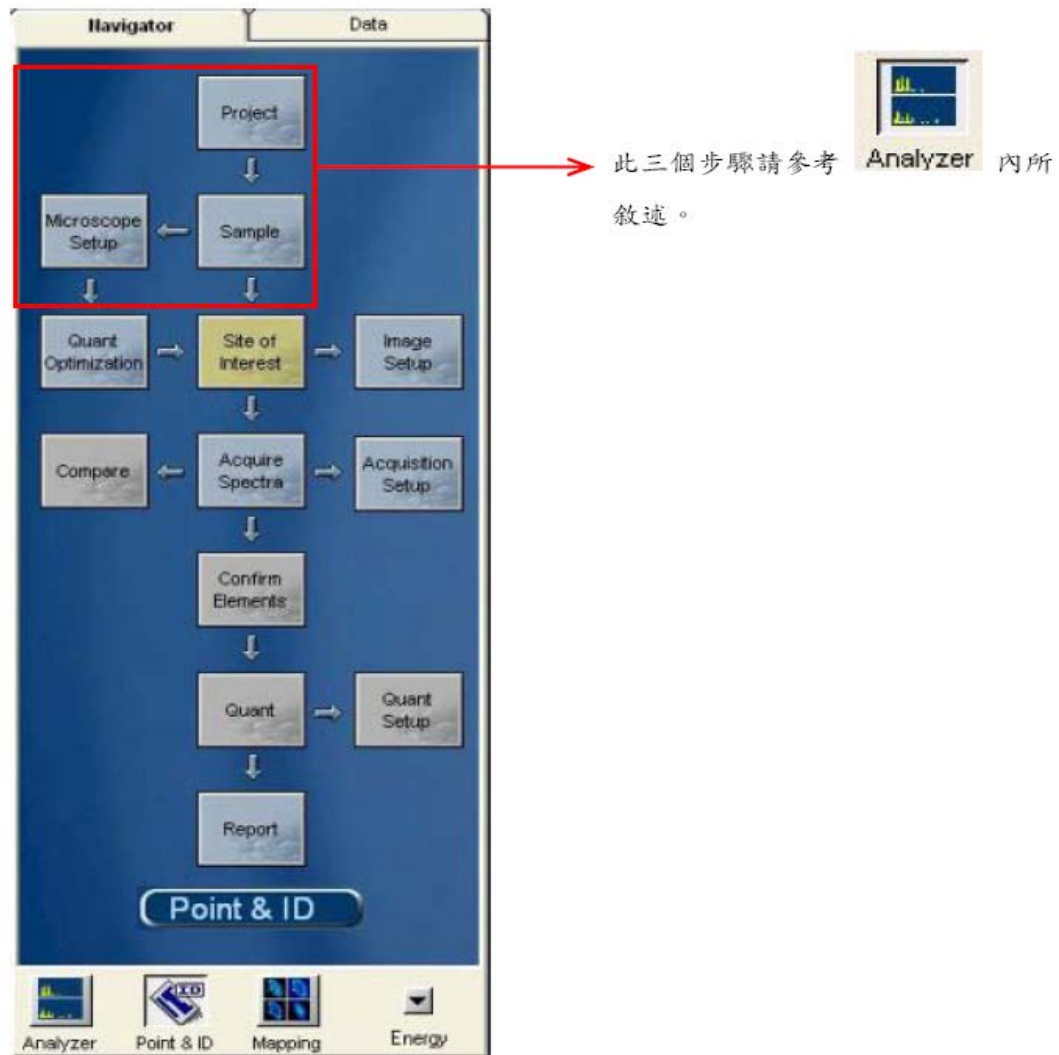 Navigator
Data
Project
此三個步驟請參考 Analyzer 內所
敘述。
Microscope
Setup
Sample
Quant
Optimization
Site of
Interest
Image
Setup
Compare
Acquire
Spectra
Acquisition
Setup
Confirm
Elements
Quant
Quant
Setup
Report
Point & ID
ID
Analyzer
Point & ID
Mapping
Energy